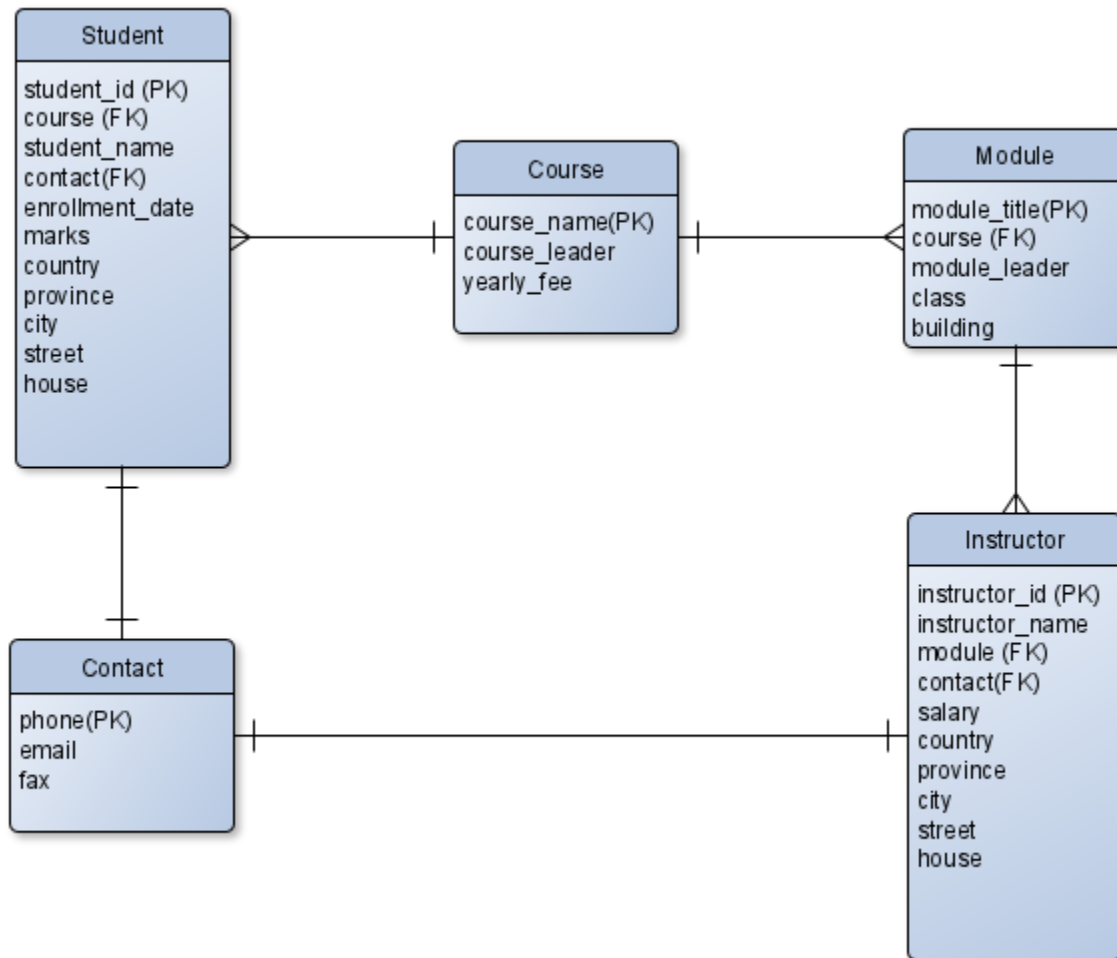 Student
student_id (PK)
course (FK)
student_name
contact(FK)
enrollment_date
marks
country
province
city
street
house
Course
course_name(PK)
course_leader
yearly_fee
Module
module_title(PK)
course (FK)
module_leader
class
building
Contact
phone(PK)
email
fax
Instructor
instructor_id (PK)
instructor_name
module (FK)
contact(FK)
salary
country
province
city
street
house